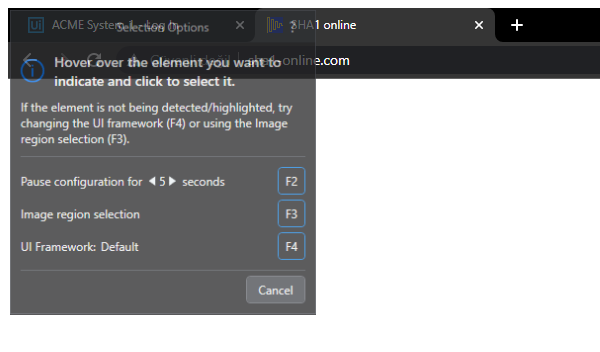 ACME System 1 - Log In
SHA1 online
Selection Options
?
online.com
Hover over the element you want to
indicate and click to select it.
If the element is not being detected/highlighted, try
changing the UI framework (F4) or using the Image
region selection (F3).
Pause configuration for 5 seconds
F2
Image region selection
F3
UI Framework: Default
F4
Cancel